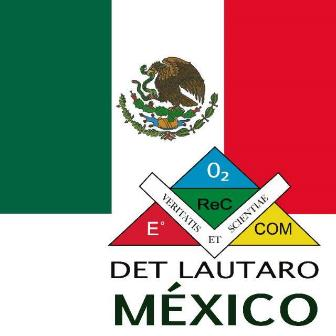 O₂
ReC
E°
COM
VERITATIS
ET
SCIENTIAE
DET LAUTARO
MÉXICO